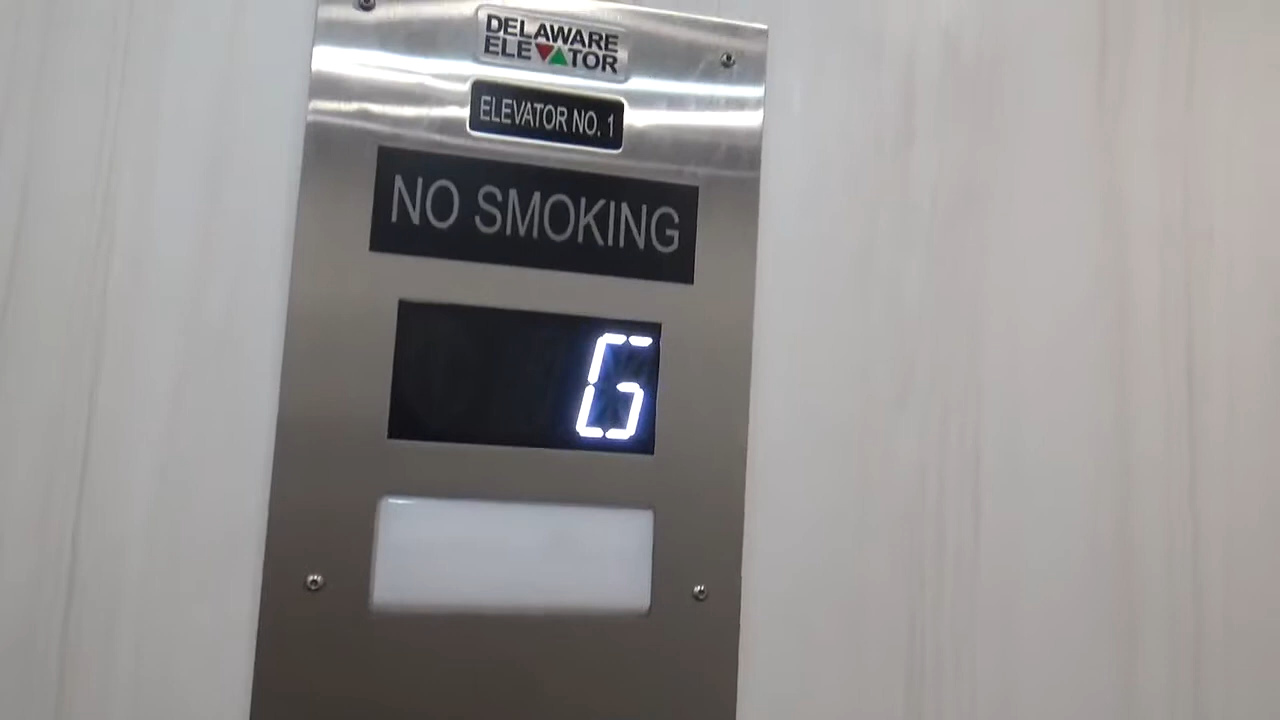 DELAWARE
ELEVATOR
ELEVATOR NO. 1
NO SMOKING
G